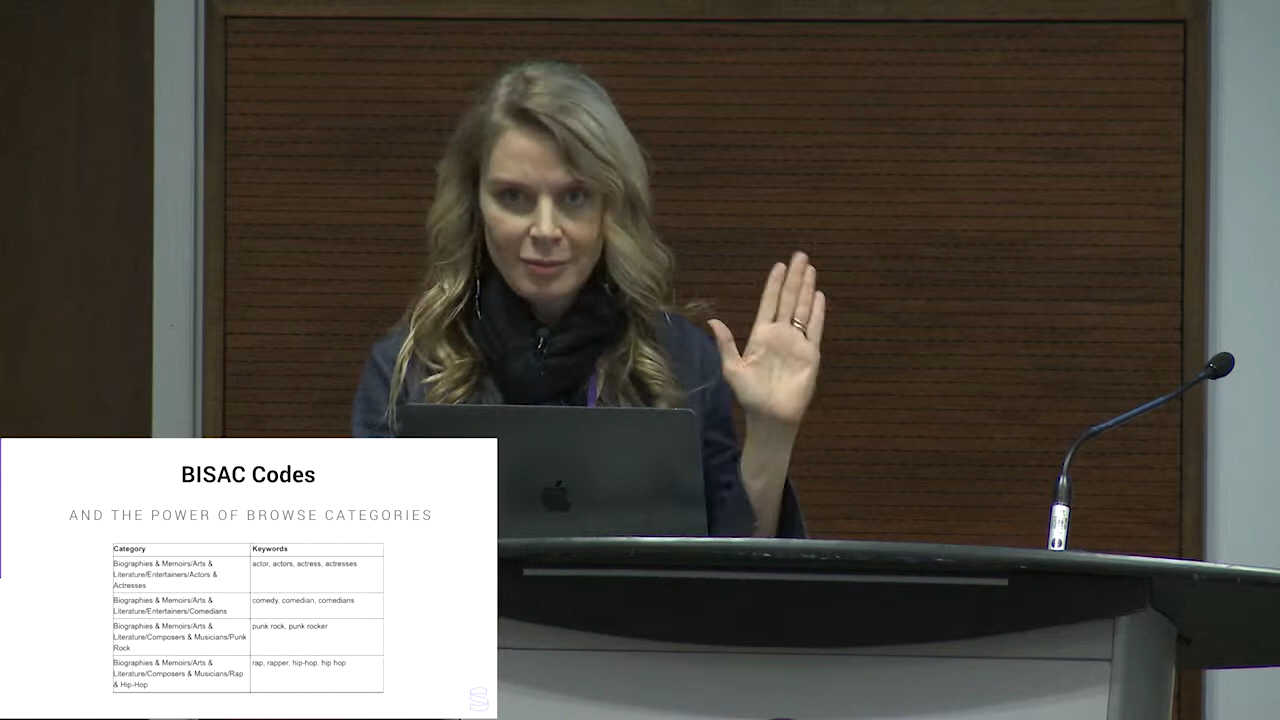 BISAC Codes
AND THE POWER OF BROWSE CATEGORIES
Category Keywords
Biographies & Memoirs/Arts & actor, actors, actress, actresses
Literature/Entertainers/Actors &
Actresses
Biographies & Memoirs/Arts & comedy, comedian, comedians
Literature/Entertainers/Comedians
Biographies & Memoirs/Arts & punk rock, punk rocker
Literature/Composers & Musicians/Punk
Rock
Biographies & Memoirs/Arts & rap, rapper, hip-hop, hip hop
Literature/Composers & Musicians/Rap
& Hip-Hop
S